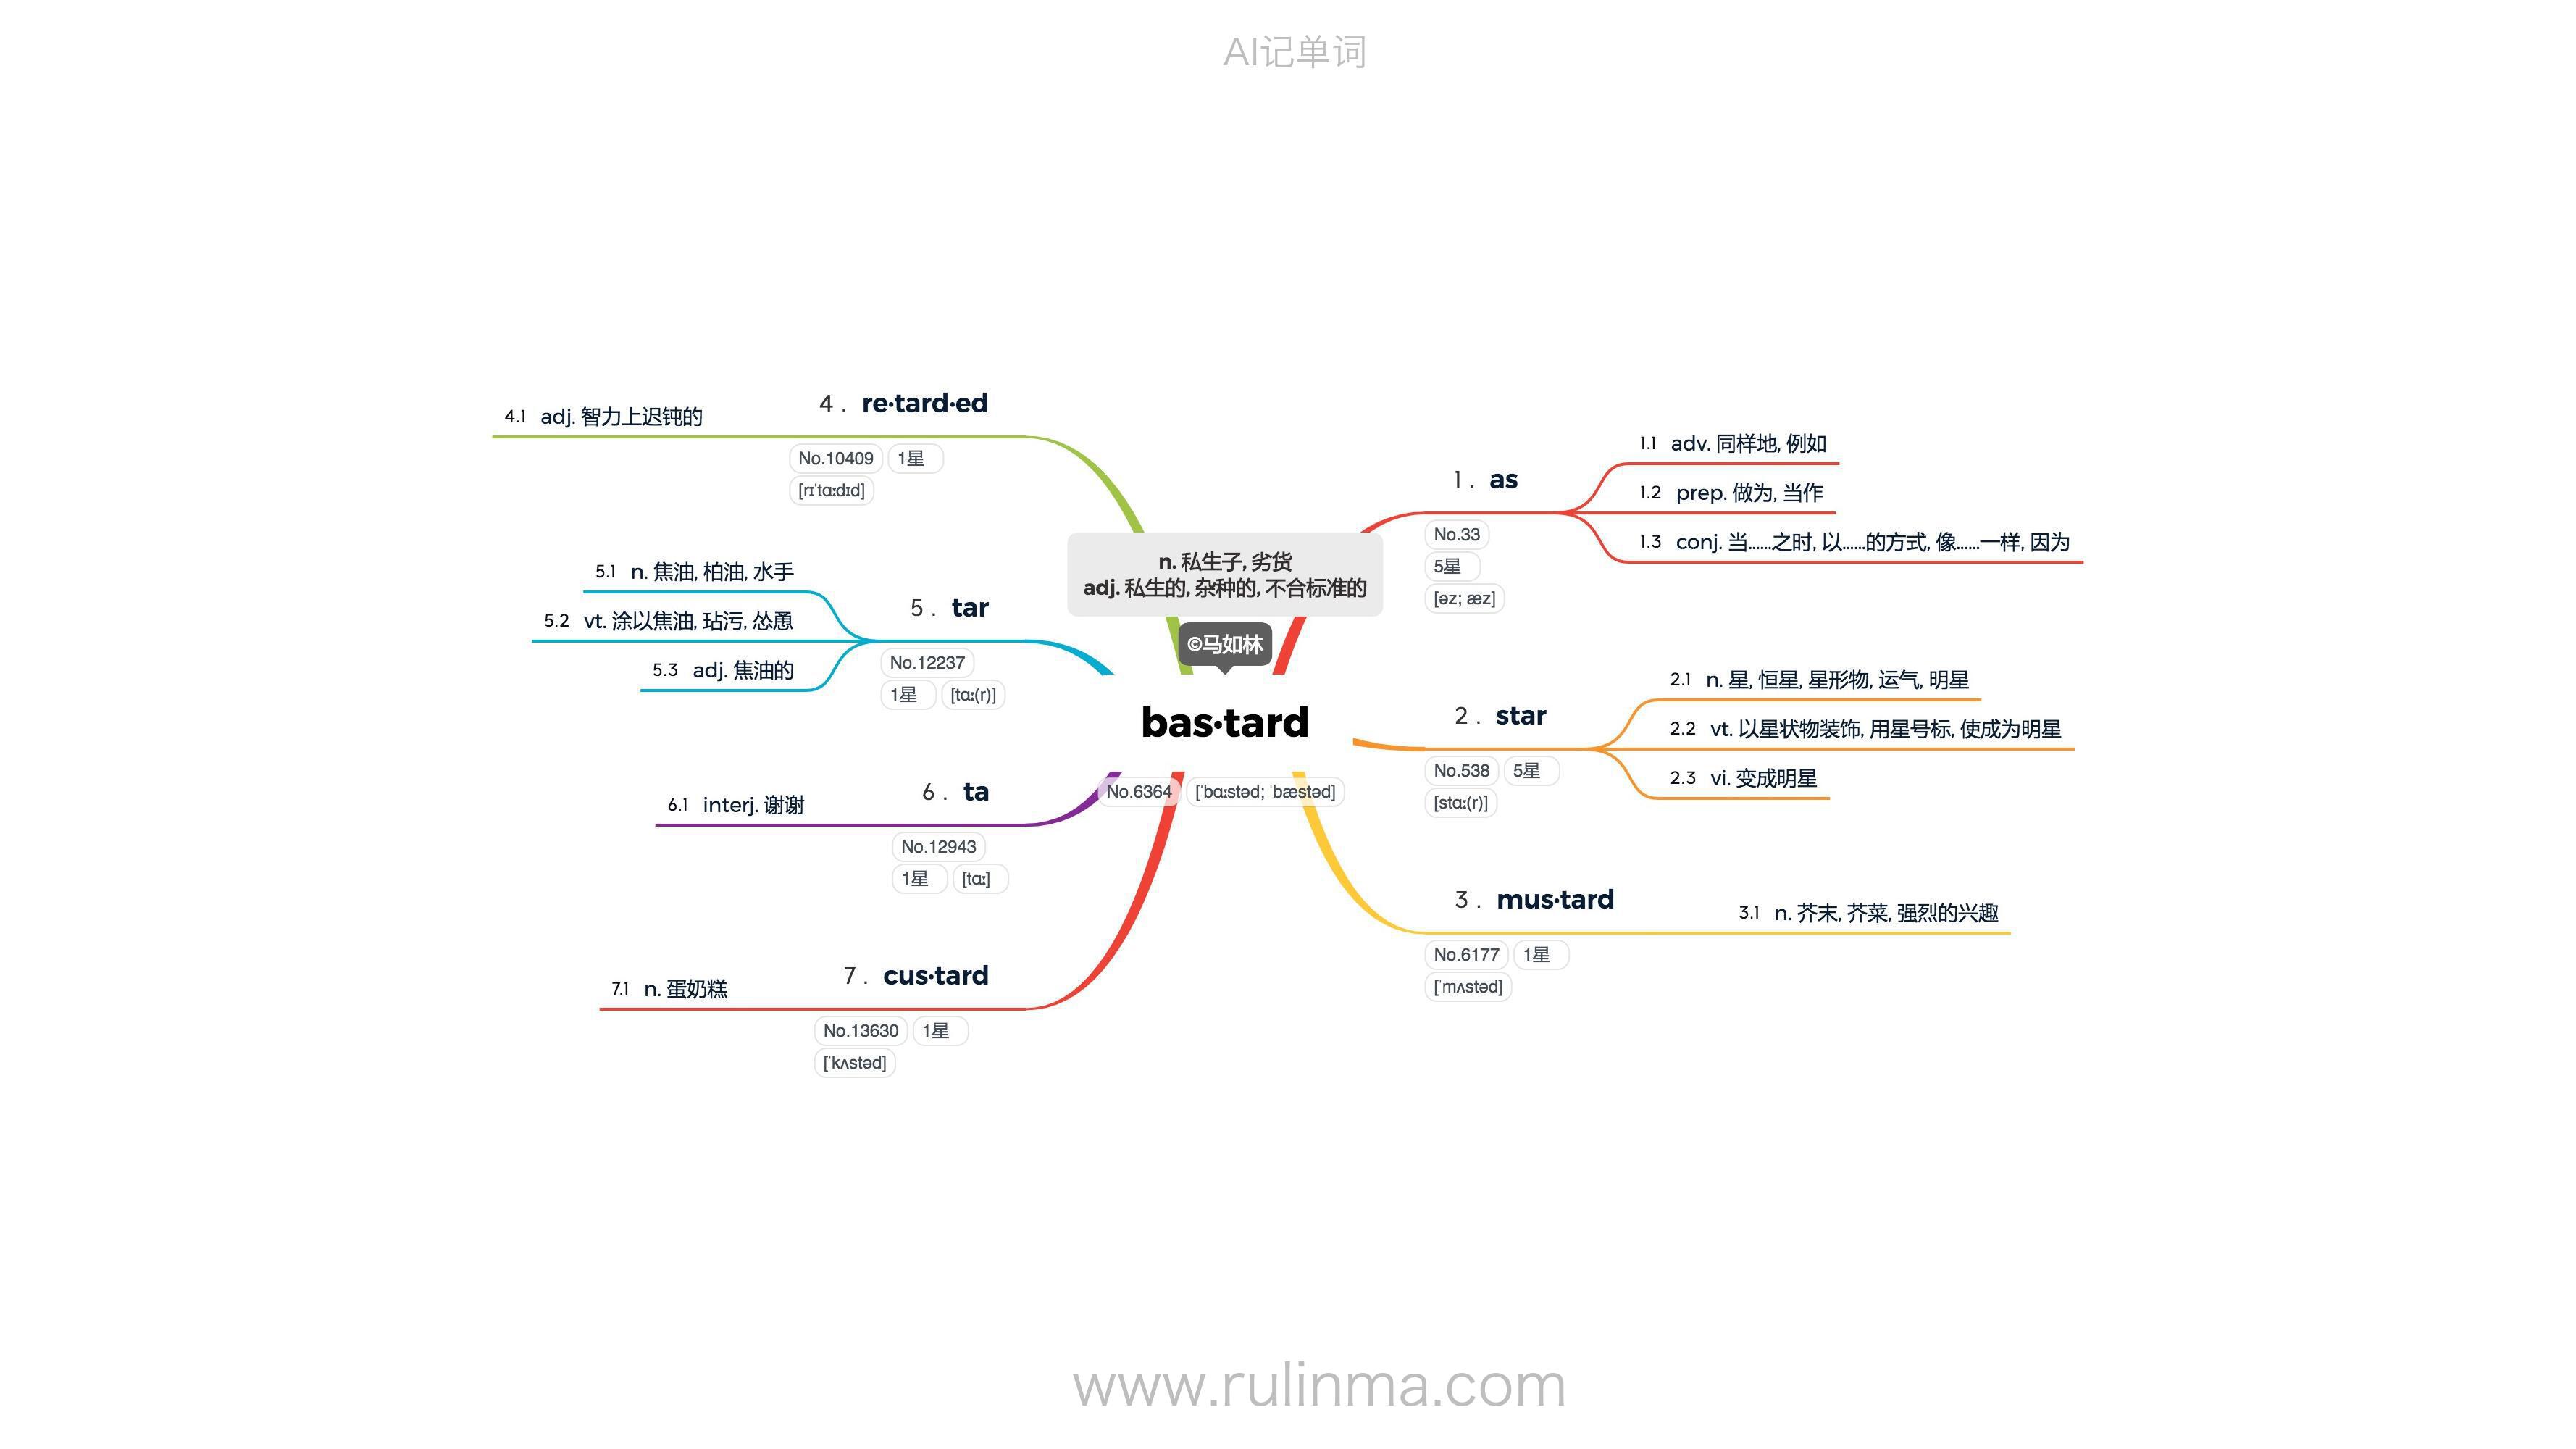 AI记单词
n. 私生子, 劣货
adj. 私生的, 杂种的, 不合标准的
©马如林
bas·tard
No.6364 [ˈbɑːstəd; ˈbæstəd]
1. as
No.33
5星
[əz; æz]
1.1 adv. 同样地, 例如
1.2 prep. 做为, 当作
1.3 conj. 当……之时, 以……的方式, 像……一样, 因为
2. star
No.538 5星
[stɑː(r)]
2.1 n. 星, 恒星, 星形物, 运气, 明星
2.2 vt. 以星状物装饰, 用星号标, 使成为明星
2.3 vi. 变成明星
3. mus·tard
No.6177 1星
[ˈmʌstəd]
3.1 n. 芥末, 芥菜, 强烈的兴趣
4. re·tard·ed
No.10409 1星
[rɪˈtɑːdɪd]
4.1 adj. 智力上迟钝的
5. tar
No.12237
1星 [tɑː(r)]
5.1 n. 焦油, 柏油, 水手
5.2 vt. 涂以焦油, 玷污, 怂恿
5.3 adj. 焦油的
6. ta
No.12943
1星 [tɑː]
6.1 interj. 谢谢
7. cus·tard
No.13630 1星
[ˈkʌstəd]
7.1 n. 蛋奶糕
www.rulinma.com